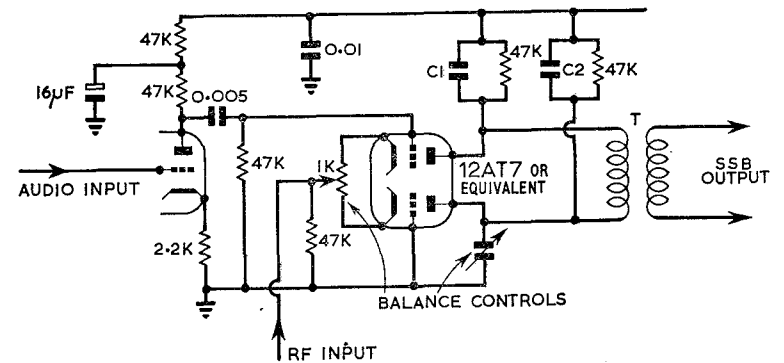 47K
0.01
47K
47K
C1
C2
16µF
47K
0.005
T
47K
1K
12AT7 OR
EQUIVALENT
AUDIO INPUT
SSB
OUTPUT
2.2K
47K
BALANCE CONTROLS
RF INPUT